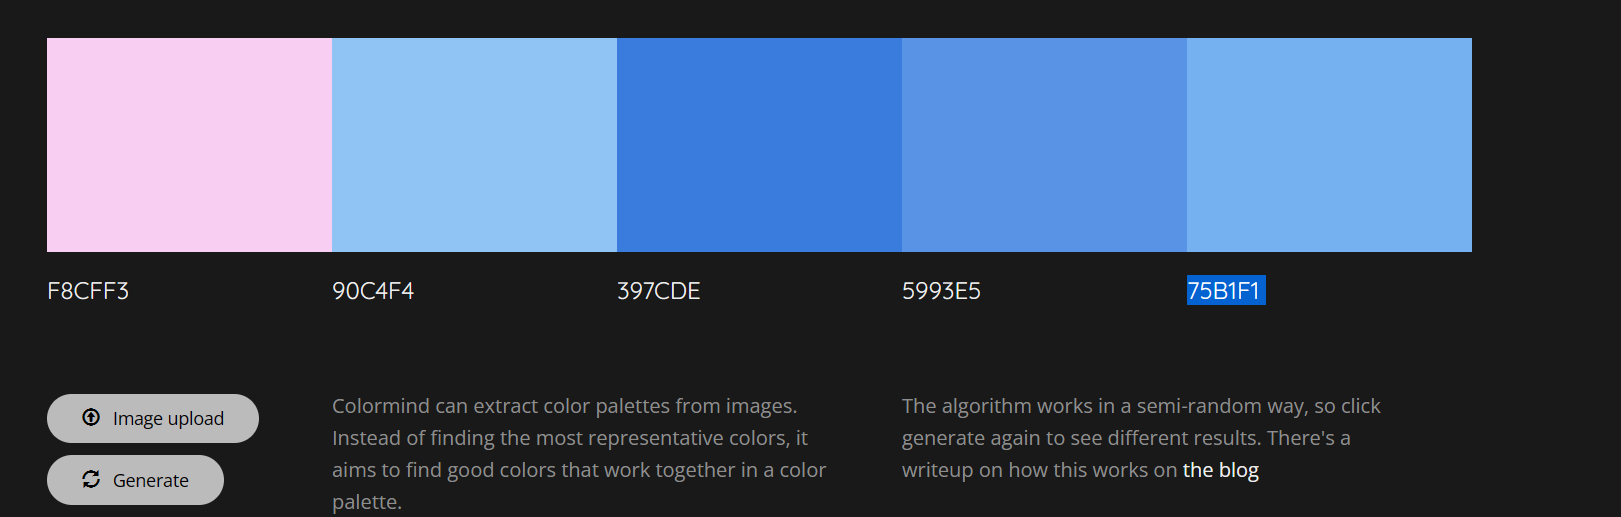 F8CFF3
90C4F4
397CDE
5993E5
75B1F1
Image upload
Generate
Colormind can extract color palettes from images.
Instead of finding the most representative colors, it
aims to find good colors that work together in a color
palette.
The algorithm works in a semi-random way, so click
generate again to see different results. There's a
writeup on how this works on the blog